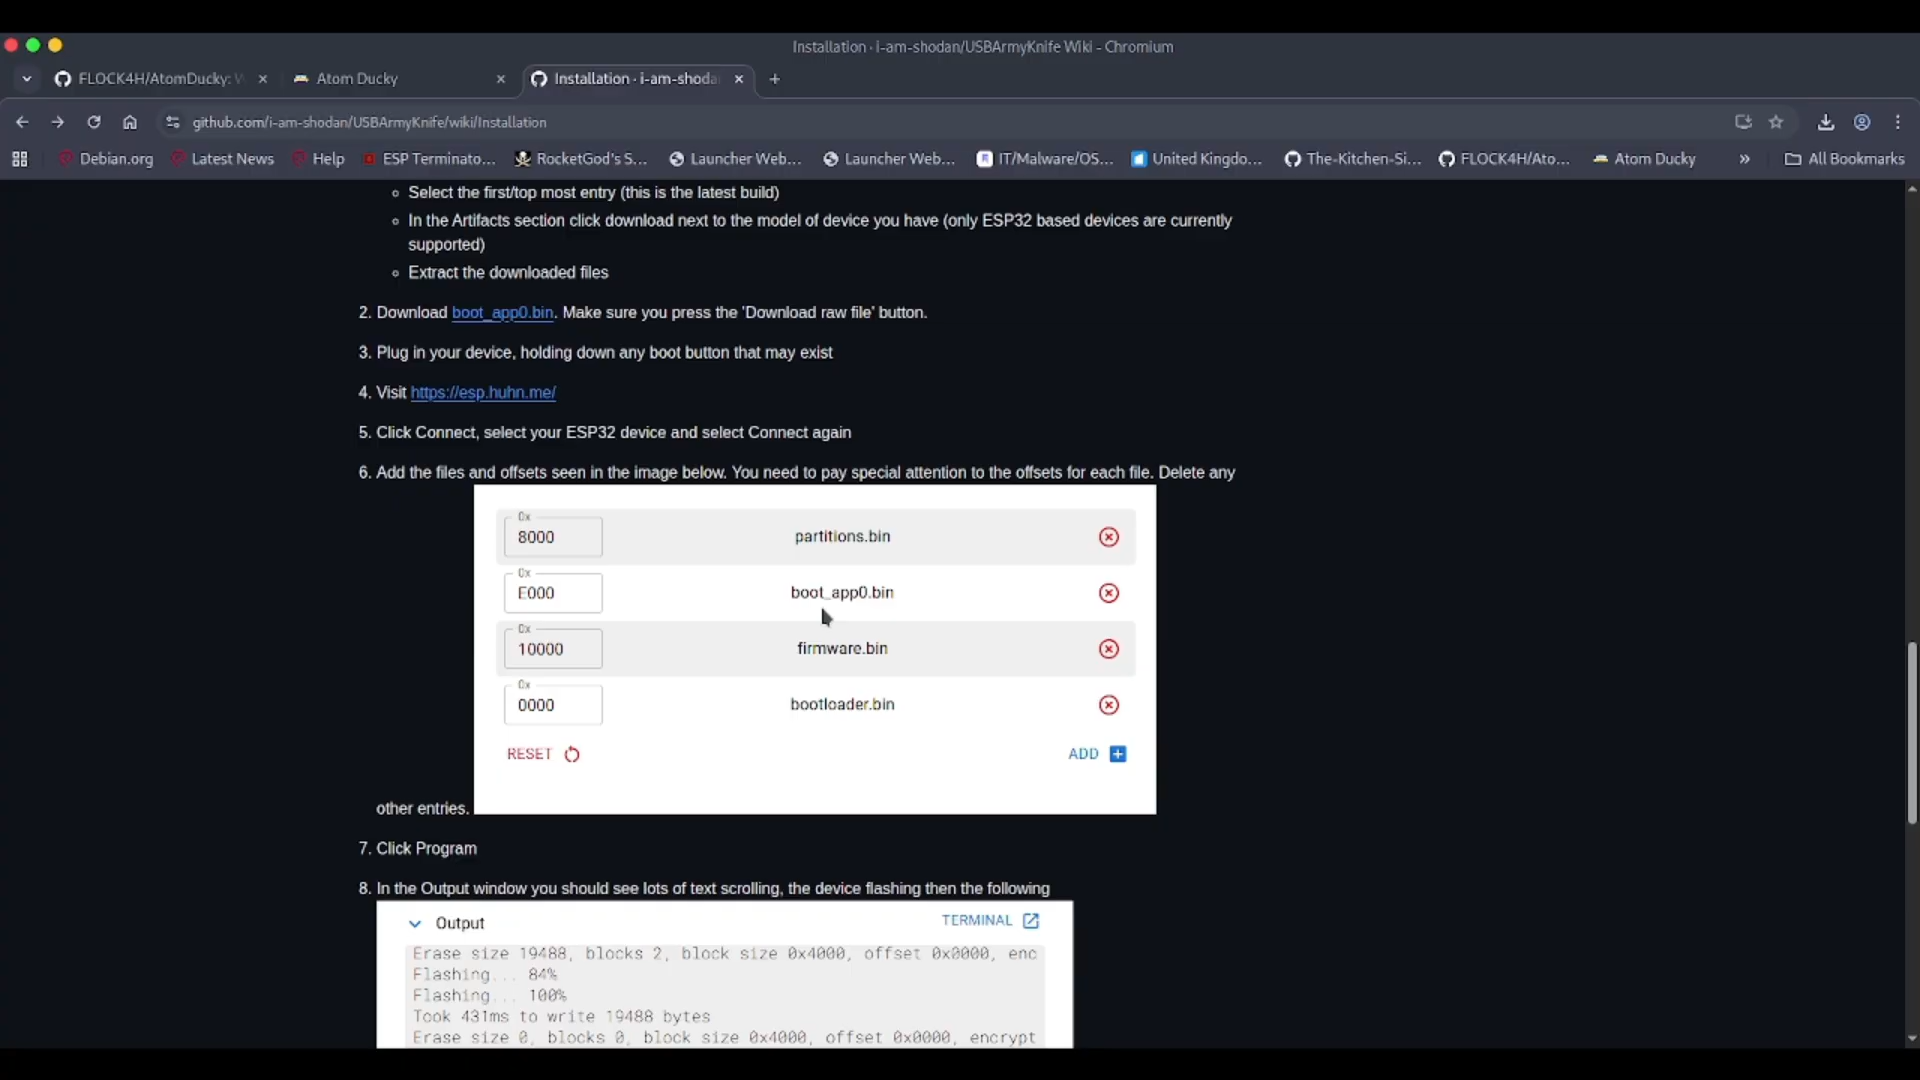 Installation · i-am-shodan/USBArmyKnife Wiki - Chromium
FLOCK4H/AtomDucky:
Atom Ducky
Installation · i-am-shoda
github.com/i-am-shodan/USBArmyKnife/wiki/Installation
Debian.org
Latest News
Help
ESP Terminato...
RocketGod's S...
Launcher Web...
Launcher Web...
IT/Malware/OS...
United Kingdo...
The-Kitchen-Si...
FLOCK4H/Ato...
Atom Ducky
»
All Bookmarks
Select the first/top most entry (this is the latest build)
In the Artifacts section click download next to the model of device you have (only ESP32 based devices are currently
supported)
Extract the downloaded files
2. Download boot_app0.bin. Make sure you press the 'Download raw file' button.
3. Plug in your device, holding down any boot button that may exist
4. Visit https://esp.huhn.me/
5. Click Connect, select your ESP32 device and select Connect again
6. Add the files and offsets seen in the image below. You need to pay special attention to the offsets for each file. Delete any
0x
8000 partitions.bin
0x
E000 boot_app0.bin
0x
10000 firmware.bin
0x
0000 bootloader.bin
RESET ADD
other entries.
7. Click Program
8. In the Output window you should see lots of text scrolling, the device flashing then the following
Output TERMINAL
Erase size 19488, blocks 2, block size 0x4000, offset 0x0000, enc
Flashing... 84%
Flashing... 100%
Took 431ms to write 19488 bytes
Erase size 0, blocks 0, block size 0x4000, offset 0x0000, encrypt